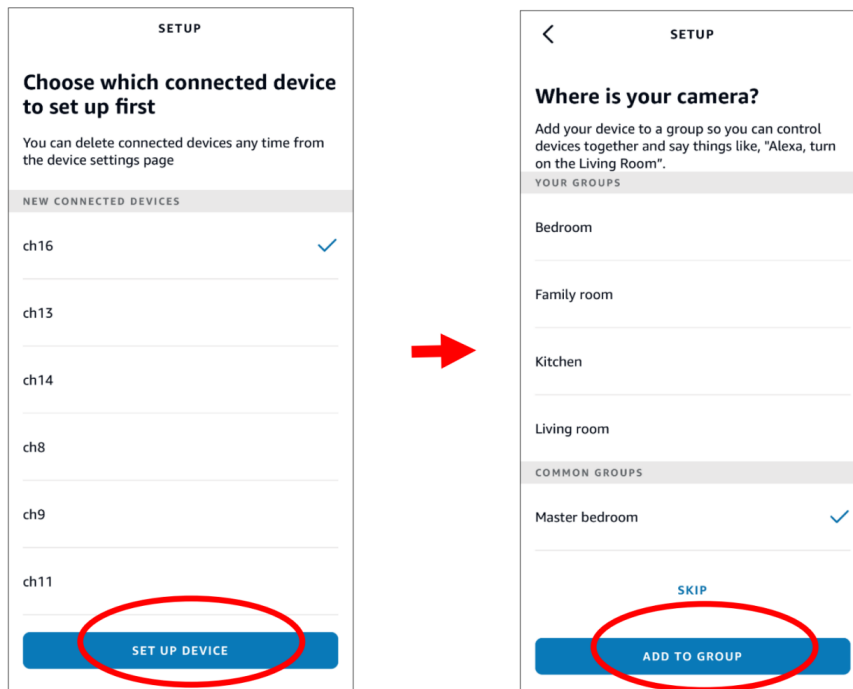 SETUP
Choose which connected device
to set up first
You can delete connected devices any time from
the device settings page
NEW CONNECTED DEVICES
ch16
ch13
ch14
ch8
ch9
ch11
SET UP DEVICE
SETUP
Where is your camera?
Add your device to a group so you can control
devices together and say things like, "Alexa, turn
on the Living Room".
YOUR GROUPS
Bedroom
Family room
Kitchen
Living room
COMMON GROUPS
Master bedroom
SKIP
ADD TO GROUP